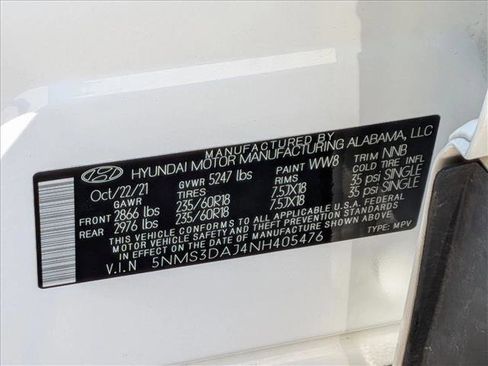 MANUFACTURED BY
HYUNDAI MOTOR MANUFACTURING ALABAMA, LLC
Oct/22/21 GVWR 5247 lbs PAINT WW8 TRIM NNB
GAWR TIRES RIMS COLD TIRE INFL
FRONT 2866 lbs 235/60R18 7.5JX18 35 psi SINGLE
REAR 2976 lbs 235/60R18 7.5JX18 35 psi SINGLE
THIS VEHICLE CONFORMS TO ALL APPLICABLE U.S.A. FEDERAL
MOTOR VEHICLE SAFETY AND THEFT PREVENTION STANDARDS
IN EFFECT ON THE DATE OF MANUFACTURE SHOWN ABOVE.
V.I.N 5NMS3DAJ4NH405476 TYPE: MPV